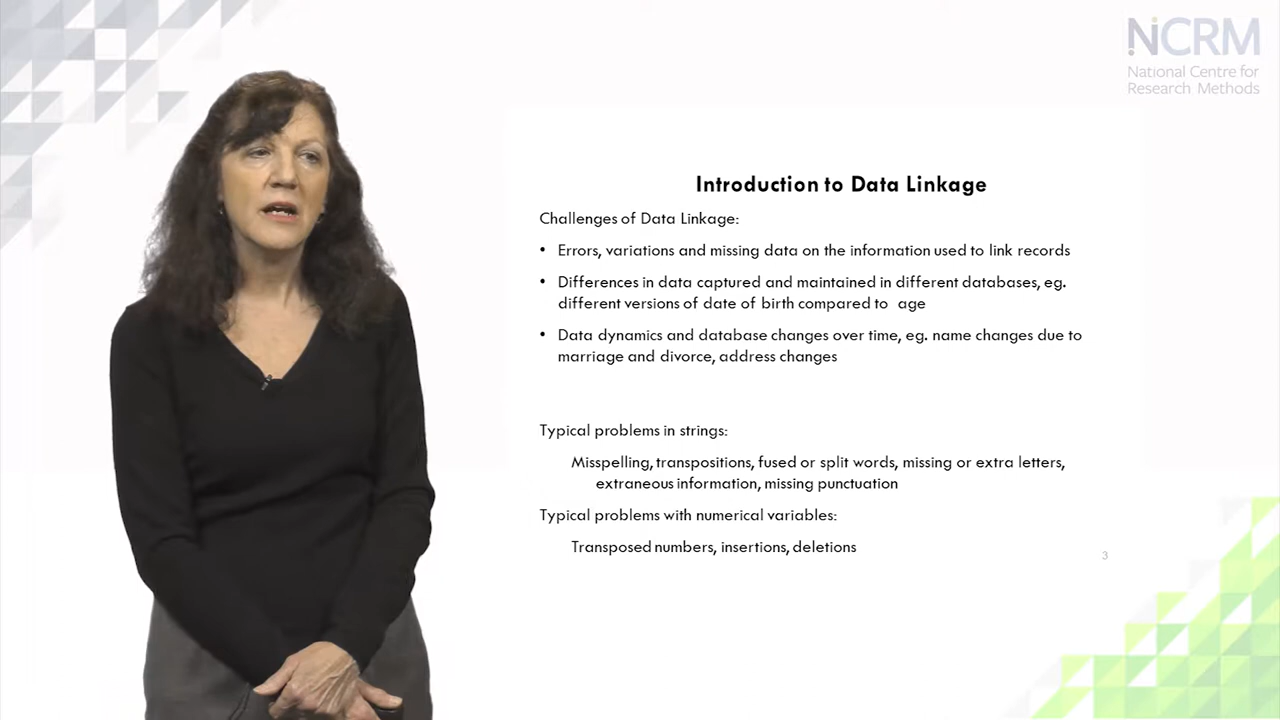 NCRM
National Centre for
Research Methods
Introduction to Data Linkage
Challenges of Data Linkage:
• Errors, variations and missing data on the information used to link records
• Differences in data captured and maintained in different databases, eg.
different versions of date of birth compared to age
• Data dynamics and database changes over time, eg. name changes due to
marriage and divorce, address changes
Typical problems in strings:
Misspelling, transpositions, fused or split words, missing or extra letters,
extraneous information, missing punctuation
Typical problems with numerical variables:
Transposed numbers, insertions, deletions
3